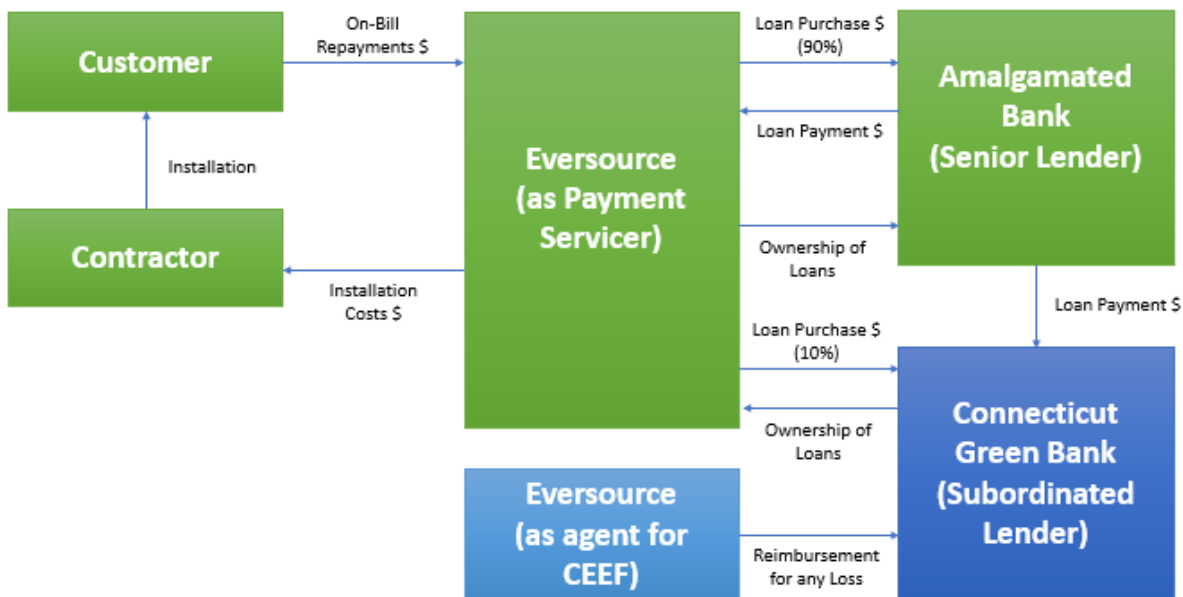 Customer
On-Bill
Repayments $
Installation
Contractor
Installation
Costs $
Eversource
(as Payment
Servicer)
Loan Purchase $
(90%)
Loan Payment $
Ownership of
Loans
Amalgamated
Bank
(Senior Lender)
Loan Payment $
Loan Purchase $
(10%)
Ownership of
Loans
Connecticut
Green Bank
(Subordinated
Lender)
Eversource
(as agent for
CEEF)
Reimbursement
for any Loss